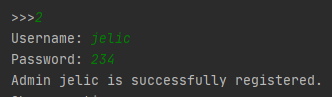 >>>2
Username: jelic
Password: 234
Admin jelic is successfully registered.